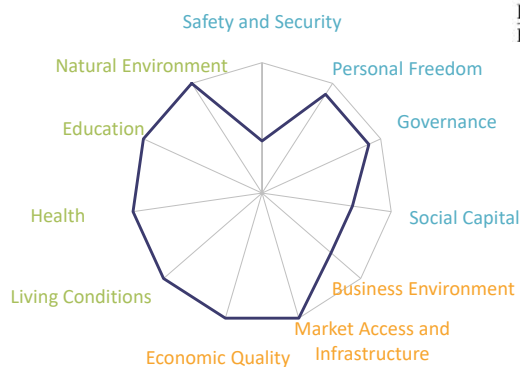 Safety and Security
Natural Environment
Personal Freedom
Education
Governance
Health
Social Capital
Living Conditions
Business Environment
Market Access and
Infrastructure
Economic Quality